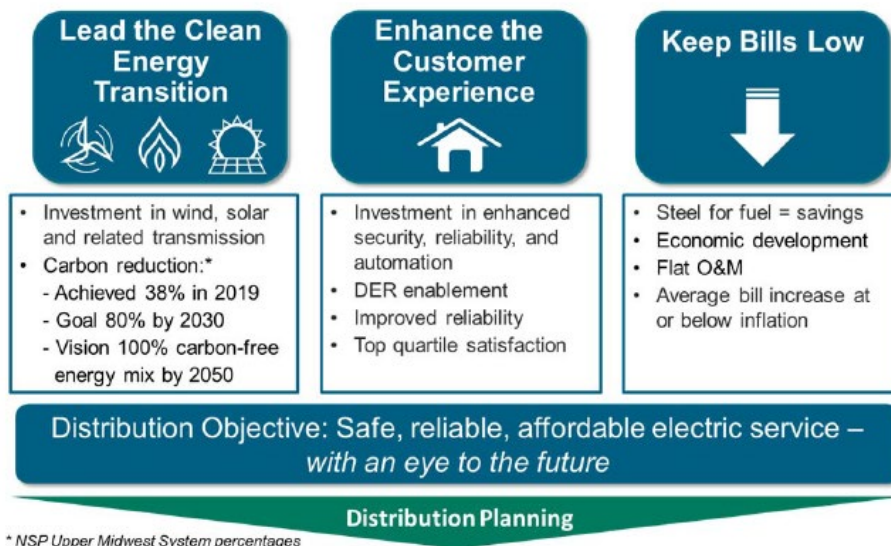 Lead the Clean
Energy
Transition
• Investment in wind, solar
and related transmission
• Carbon reduction:*
- Achieved 38% in 2019
- Goal 80% by 2030
- Vision 100% carbon-free
energy mix by 2050
Enhance the
Customer
Experience
• Investment in enhanced
security, reliability, and
automation
• DER enablement
• Improved reliability
• Top quartile satisfaction
Keep Bills Low
• Steel for fuel = savings
• Economic development
• Flat O&M
• Average bill increase at
or below inflation
Distribution Objective: Safe, reliable, affordable electric service –
with an eye to the future
Distribution Planning
* NSP Upper Midwest System percentages